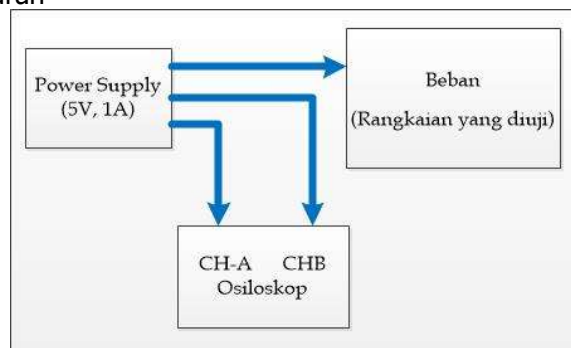 Power Supply
(5V, 1A)
Beban
(Rangkaian yang diuji)
CH-A CHB
Osiloskop